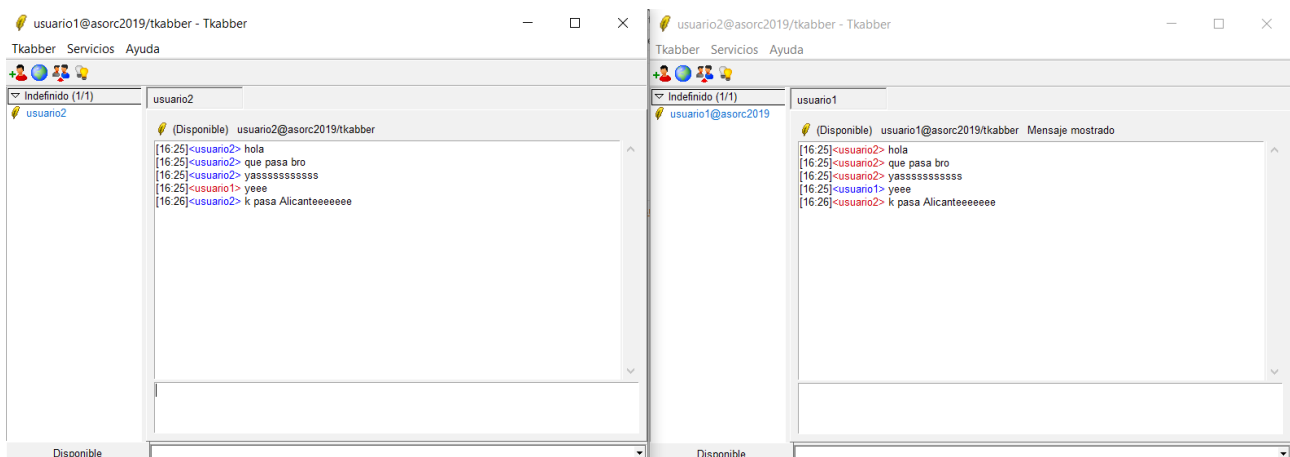 usuario1@asorc2019/tkabber - Tkabber
Tkabber Servicios Ayuda
Indefinido (1/1)
usuario2
usuario2
(Disponible) usuario2@asorc2019/tkabber
[16:25]<usuario2> hola
[16:25]<usuario2> que pasa bro
[16:25]<usuario2> yasssssssssss
[16:25]<usuario1> yeee
[16:26]<usuario2> k pasa Alicanteeeeeee
Disponible
usuario2@asorc2019/tkabber - Tkabber
Tkabber Servicios Ayuda
Indefinido (1/1)
usuario1@asorc2019
usuario1
(Disponible) usuario1@asorc2019/tkabber Mensaje mostrado
[16:25]<usuario2> hola
[16:25]<usuario2> que pasa bro
[16:25]<usuario2> yasssssssssss
[16:25]<usuario1> yeee
[16:26]<usuario2> k pasa Alicanteeeeeee
Disponible